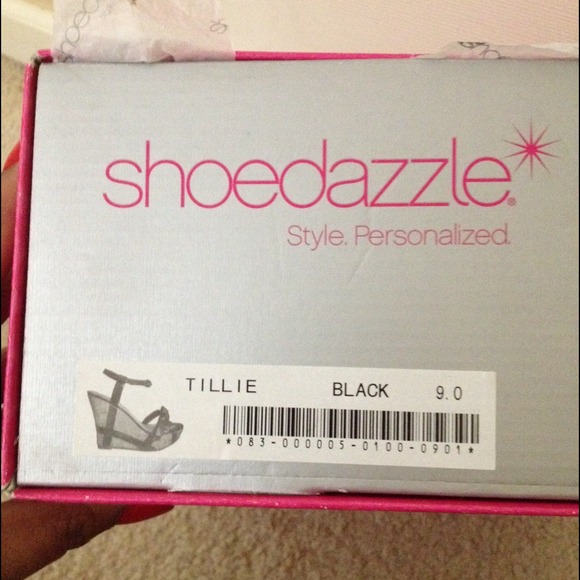 shoedazzle®
Style. Personalized.
TILLIE BLACK 9.0
*083-000005-0100-0901*